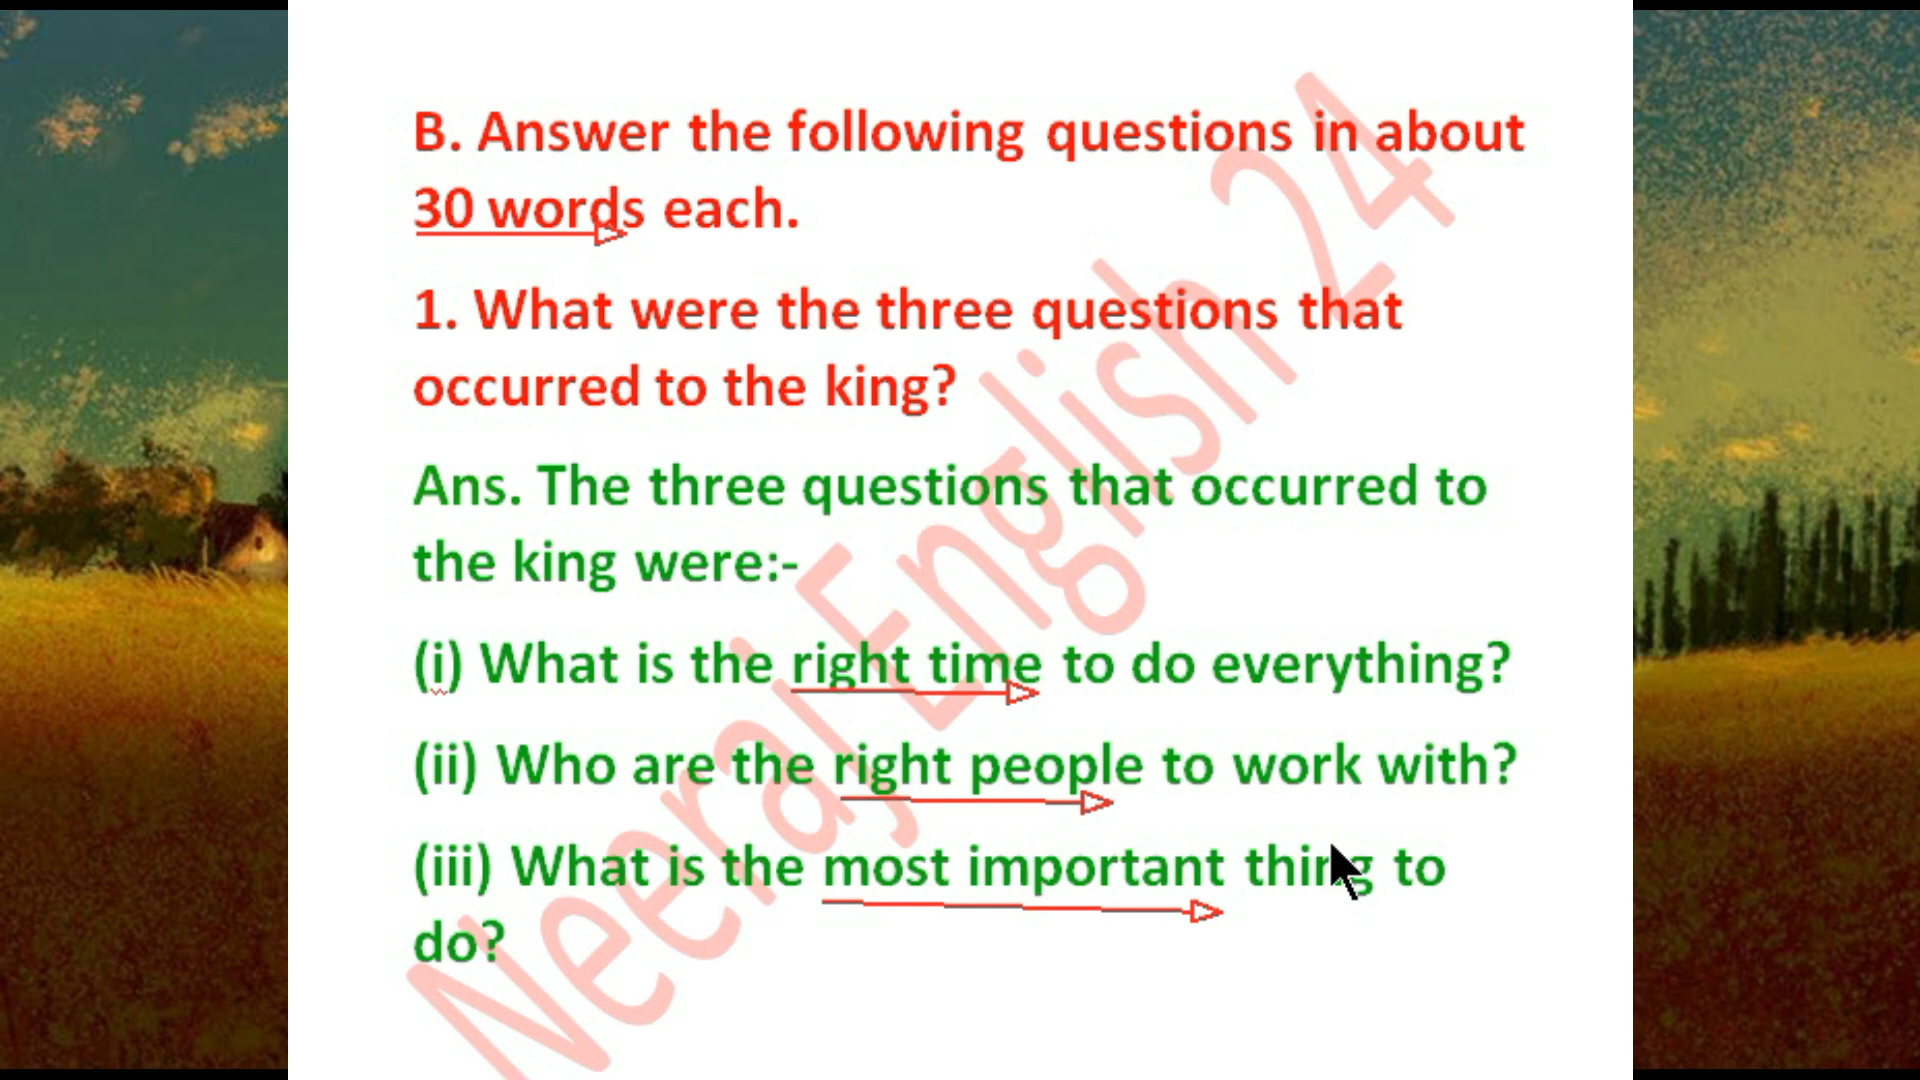 B. Answer the following questions in about
30 words each.
1. What were the three questions that
occurred to the king?
Ans. The three questions that occurred to
the king were:-
(i) What is the right time to do everything?
(ii) Who are the right people to work with?
(iii) What is the most important thing to
do?
Neeraj English 24